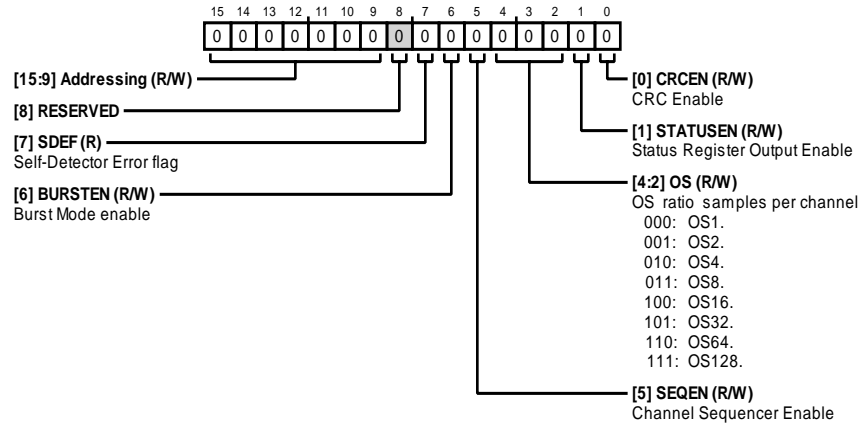 15 14 13 12 11 10 9 8 7 6 5 4 3 2 1 0
0 0 0 0 0 0 0 0 0 0 0 0 0 0 0 0
[15:9] Addressing (R/W)
[8] RESERVED
[7] SDEF (R)
Self-Detector Error flag
[6] BURSTEN (R/W)
Burst Mode enable
[0] CRCEN (R/W)
CRC Enable
[1] STATUSEN (R/W)
Status Register Output Enable
[4:2] OS (R/W)
OS ratio samples per channel
000: OS1.
001: OS2.
010: OS4.
011: OS8.
100: OS16.
101: OS32.
110: OS64.
111: OS128.
[5] SEQEN (R/W)
Channel Sequencer Enable